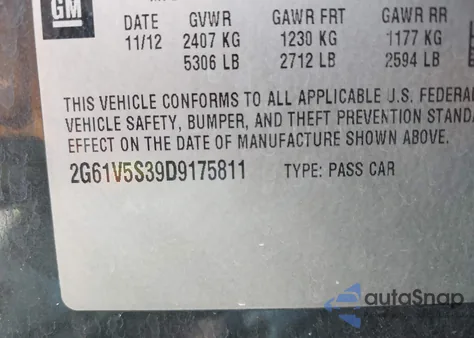 GM
DATE GVWR GAWR FRT GAWR RR
11/12 2407 KG 1230 KG 1177 KG
5306 LB 2712 LB 2594 LB
THIS VEHICLE CONFORMS TO ALL APPLICABLE U.S. FEDERA
VEHICLE SAFETY, BUMPER, AND THEFT PREVENTION STANDA
EFFECT ON THE DATE OF MANUFACTURE SHOWN ABOVE.
2G61V5S39D9175811 TYPE: PASS CAR
autoSnap